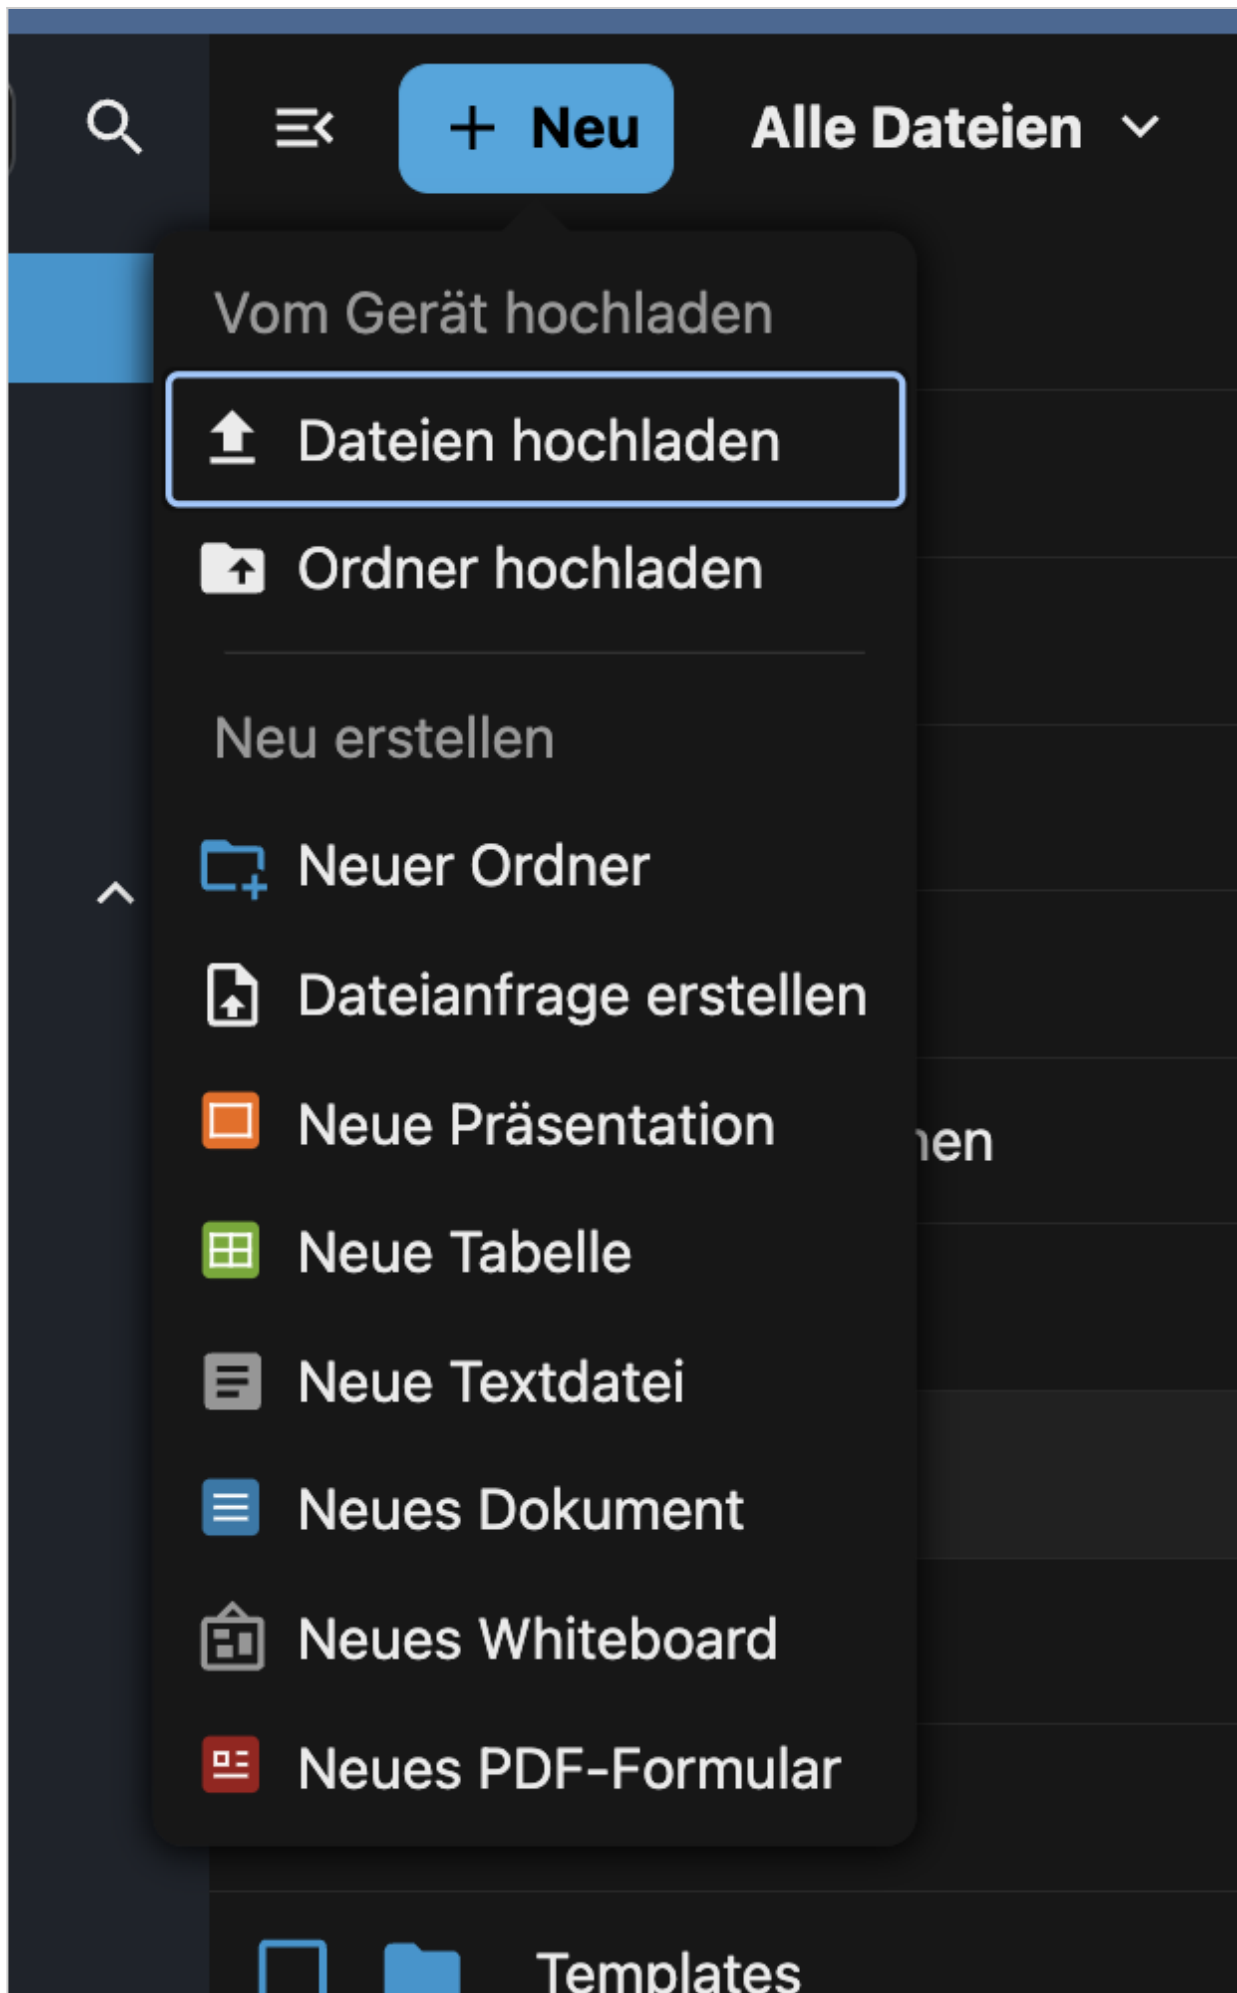 Neu
Alle Dateien
Vom Gerät hochladen
Dateien hochladen
Ordner hochladen
Neu erstellen
Neuer Ordner
Dateianfrage erstellen
Neue Präsentation
Neue Tabelle
Neue Textdatei
Neues Dokument
Neues Whiteboard
Neues PDF-Formular
Templates